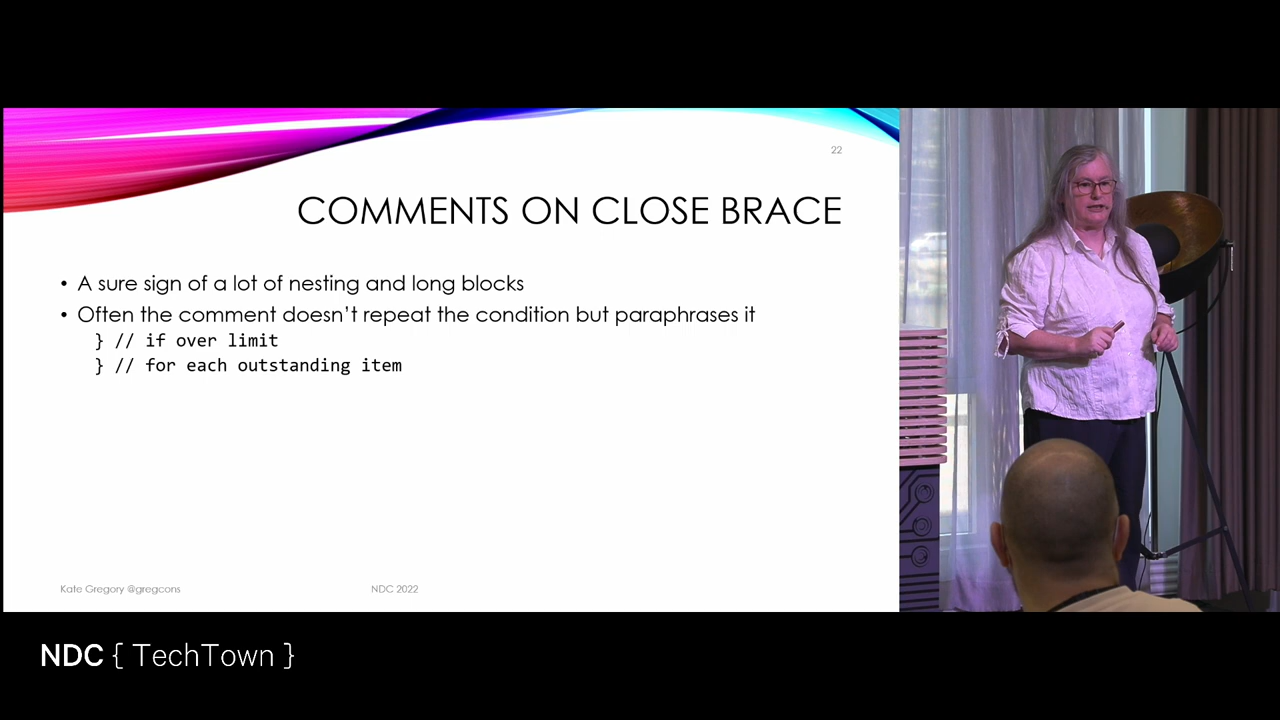 22
COMMENTS ON CLOSE BRACE
• A sure sign of a lot of nesting and long blocks
• Often the comment doesn’t repeat the condition but paraphrases it
} // if over limit
} // for each outstanding item
Kate Gregory @gregcons NDC 2022
NDC { TechTown }